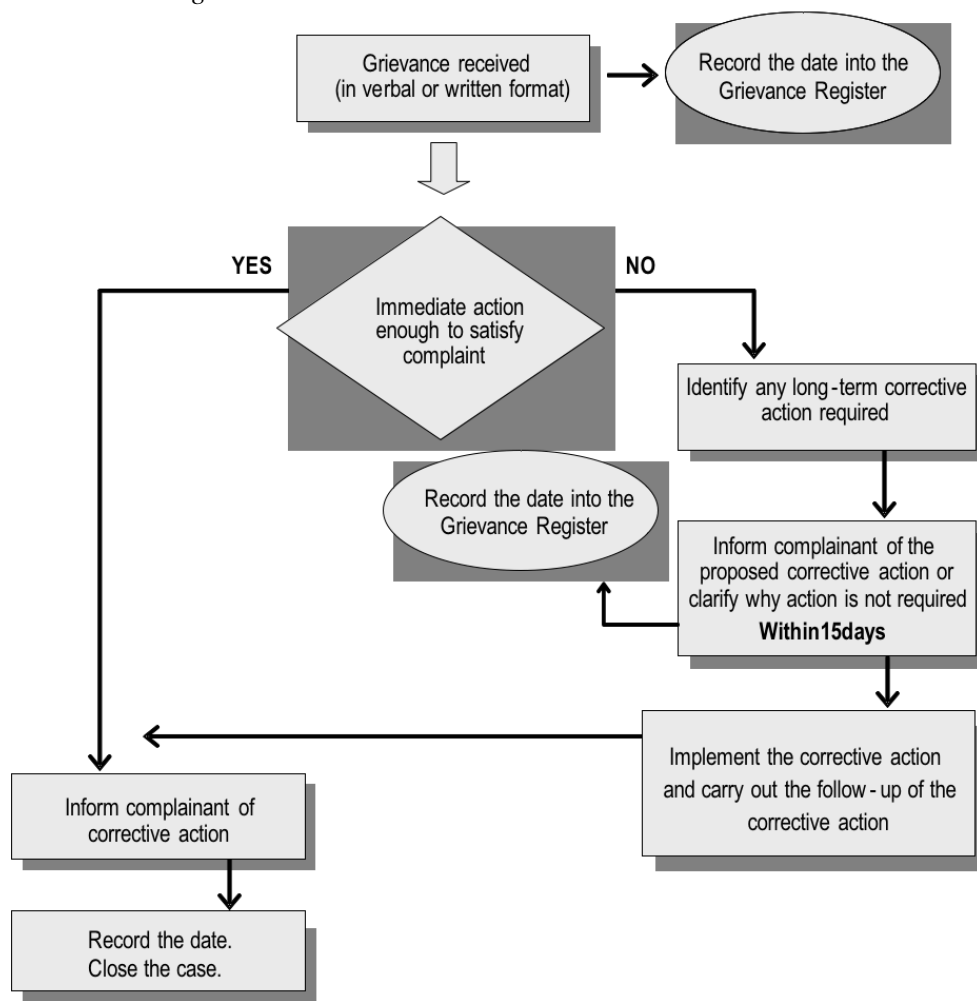 Grievance received
(in verbal or written format)
Record the date into the
Grievance Register
YES
NO
Immediate action
enough to satisfy
complaint
Identify any long-term corrective
action required
Record the date into the
Grievance Register
Inform complainant of the
proposed corrective action or
clarify why action is not required
Within15days
Implement the corrective action
and carry out the follow-up of the
corrective action
Inform complainant of
corrective action
Record the date.
Close the case.